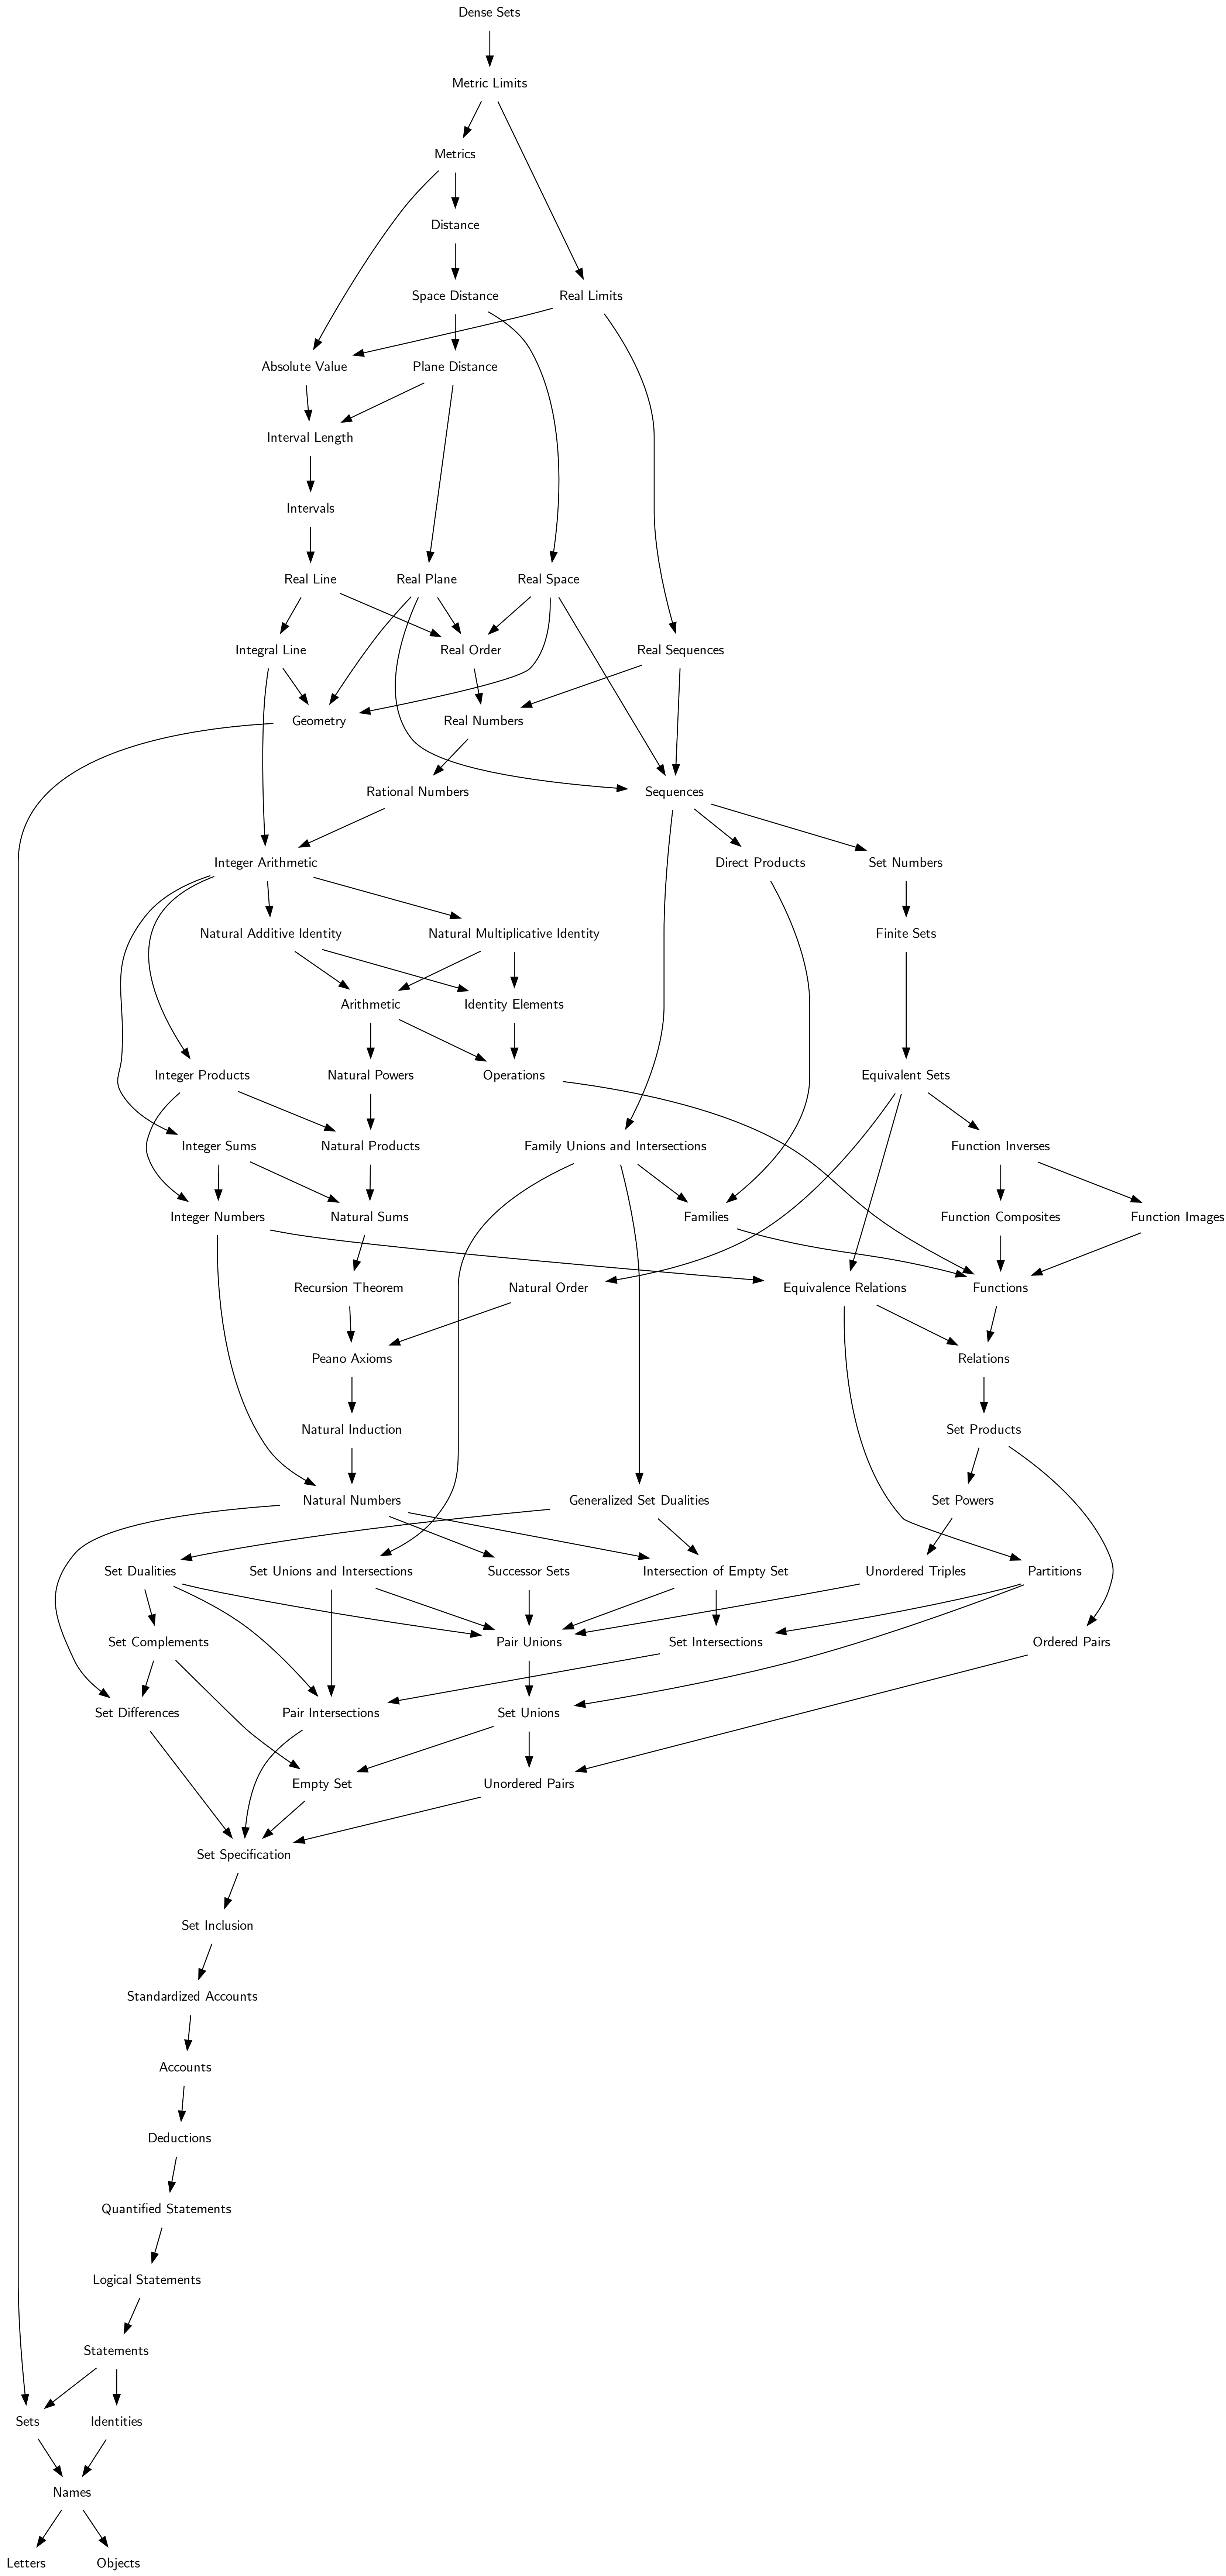 Dense Sets
Metric Limits
Metrics
Distance
Space Distance
Real Limits
Absolute Value
Plane Distance
Interval Length
Intervals
Real Line
Real Plane
Real Space
Integral Line
Real Order
Real Sequences
Geometry
Real Numbers
Rational Numbers
Sequences
Integer Arithmetic
Direct Products
Set Numbers
Natural Additive Identity
Natural Multiplicative Identity
Finite Sets
Arithmetic
Identity Elements
Integer Products
Natural Powers
Operations
Equivalent Sets
Integer Sums
Natural Products
Family Unions and Intersections
Function Inverses
Integer Numbers
Natural Sums
Families
Function Composites
Function Images
Recursion Theorem
Natural Order
Equivalence Relations
Functions
Peano Axioms
Relations
Natural Induction
Set Products
Natural Numbers
Generalized Set Dualities
Set Powers
Set Dualities
Set Unions and Intersections
Successor Sets
Intersection of Empty Set
Unordered Triples
Partitions
Set Complements
Pair Unions
Set Intersections
Ordered Pairs
Set Differences
Pair Intersections
Set Unions
Empty Set
Unordered Pairs
Set Specification
Set Inclusion
Standardized Accounts
Accounts
Deductions
Quantified Statements
Logical Statements
Statements
Sets
Identities
Names
Letters
Objects